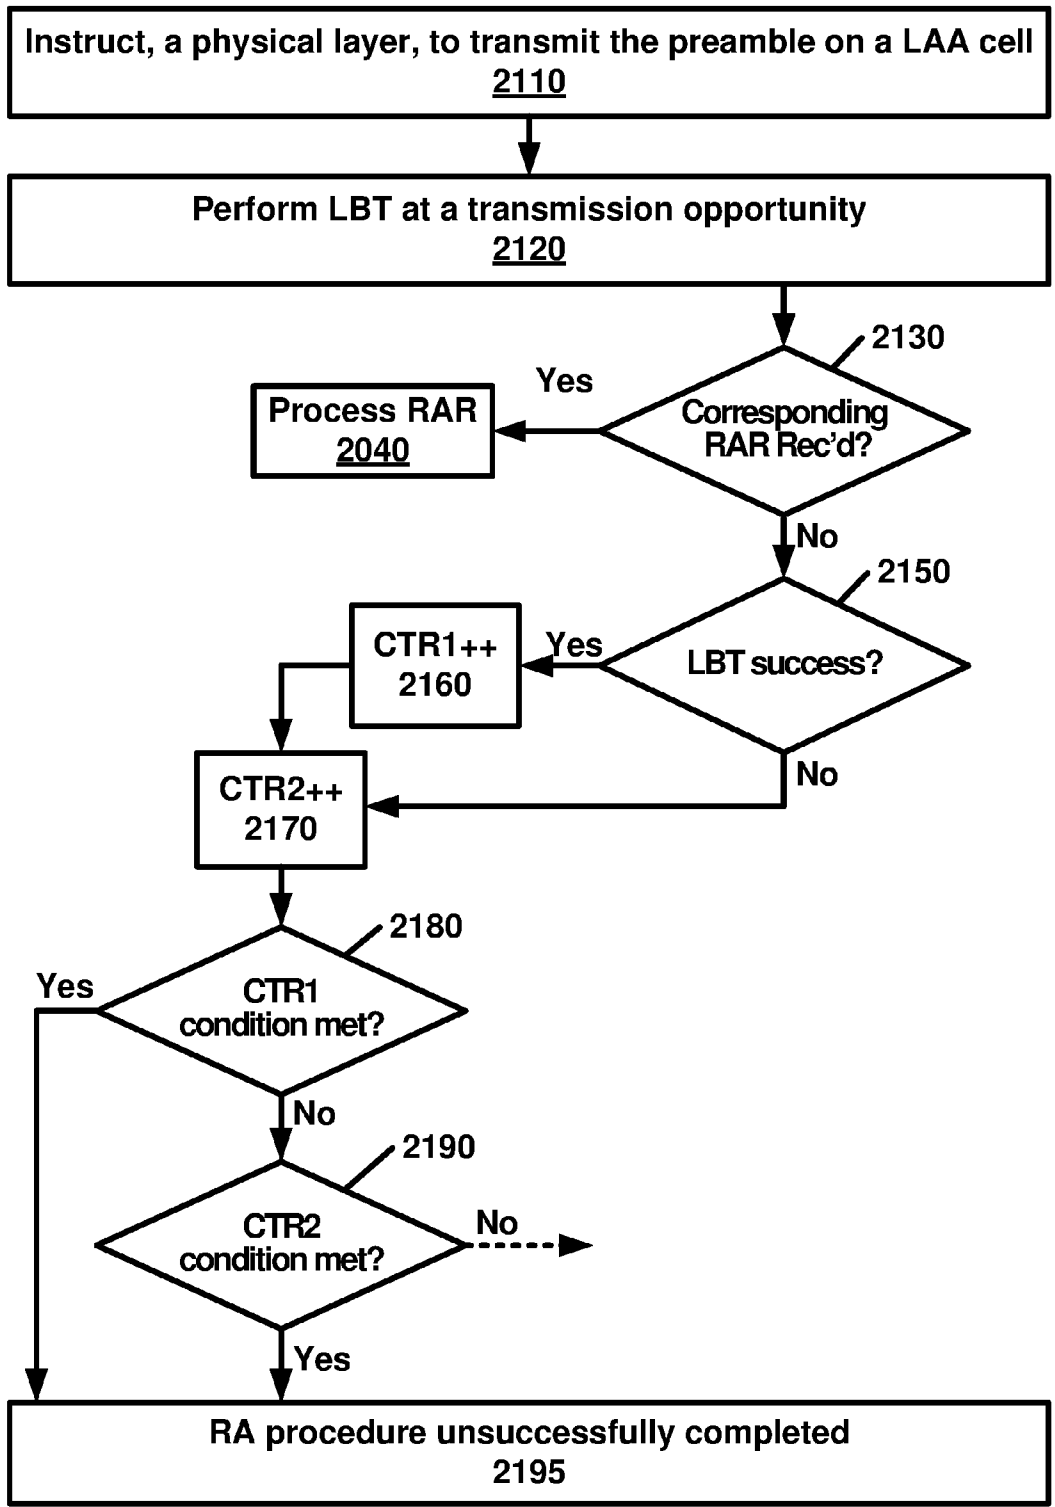 Instruct, a physical layer, to transmit the preamble on a LAA cell
2110
Perform LBT at a transmission opportunity
2120
2130
Yes
Process RAR
2040
Corresponding
RAR Rec'd?
No
2150
CTR1++
2160
Yes
LBT success?
No
CTR2++
2170
2180
Yes
CTR1
condition met?
No
2190
CTR2
condition met?
No
Yes
RA procedure unsuccessfully completed
2195